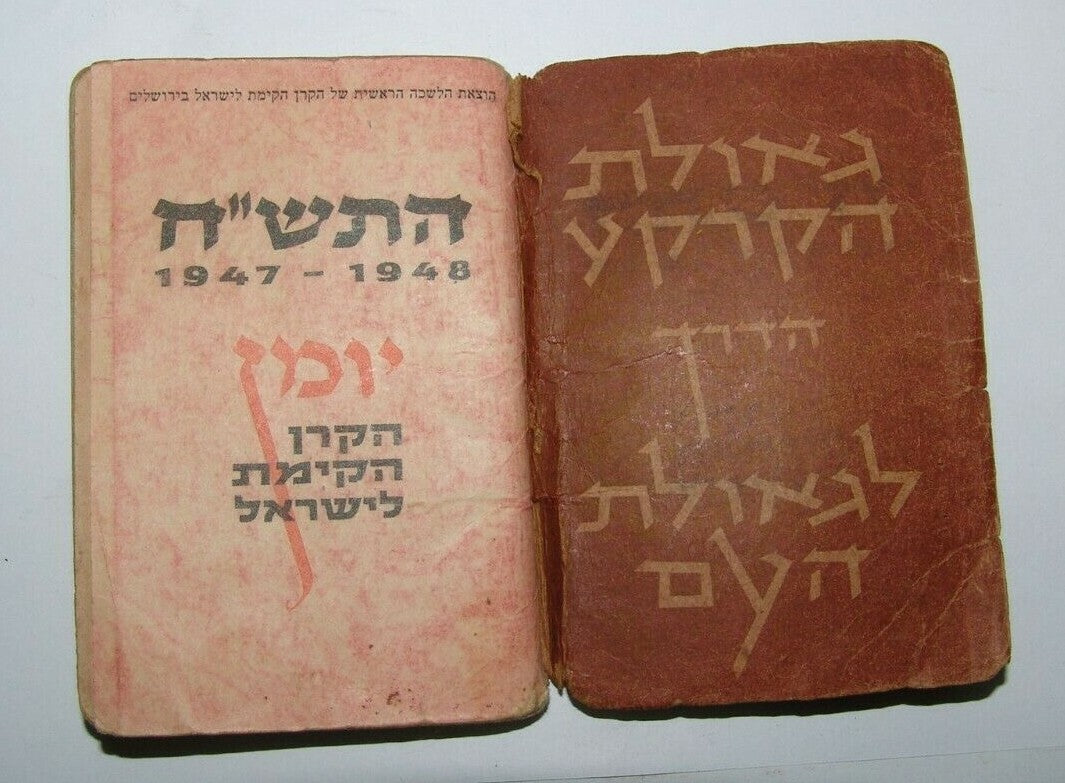 גאולת
הקרקע
הדרך
לגאולת
העם
הוצאת הלשכה הראשית של הקרן הקימת לישראל בירושלים
התש"ח
1947 - 1948
יומן
הקרן
הקימת
לישראל